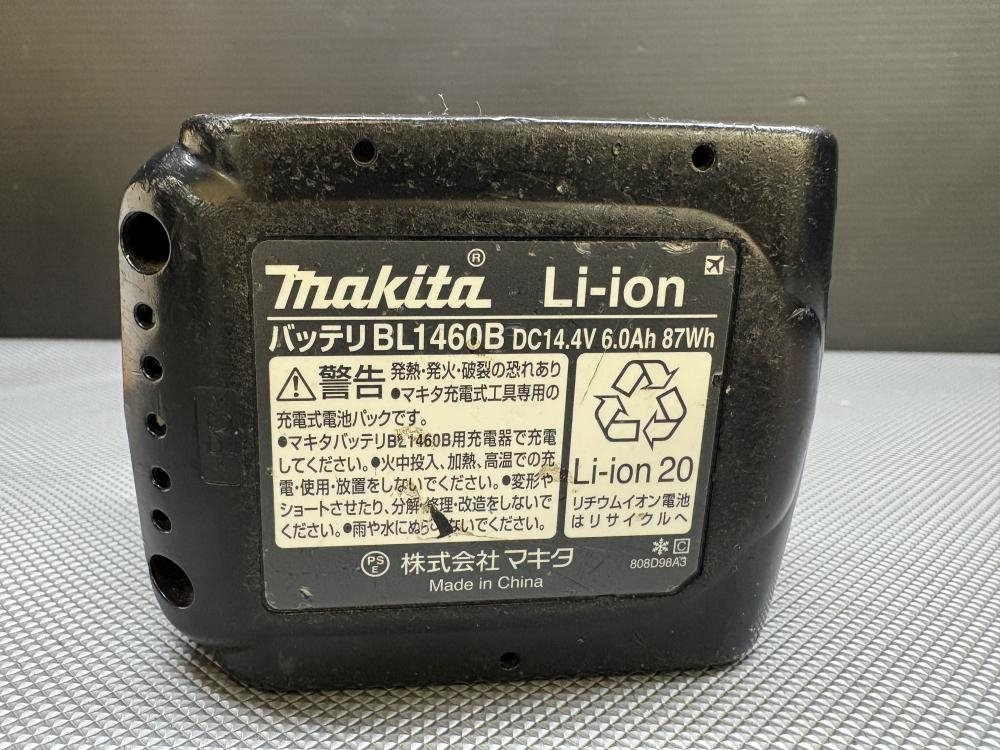 makita® Li-ion
バッテリ BL1460B DC14.4V 6.0Ah 87Wh
警告 発熱・発火・破裂の恐れあり
●マキタ充電式工具専用の
充電式電池パックです。
●マキタバッテリBL1460B用充電器で充電
してください。●火中投入、加熱、高温での充
電・使用・放置をしないでください。●変形や
ショートさせたり、分解・修理・改造をしないで
ください。●雨や水にぬらさないでください。
Li-ion 20
リチウムイオン電池
はリサイクルへ
PS
E 株式会社 マキタ
Made in China
C
808D98A3